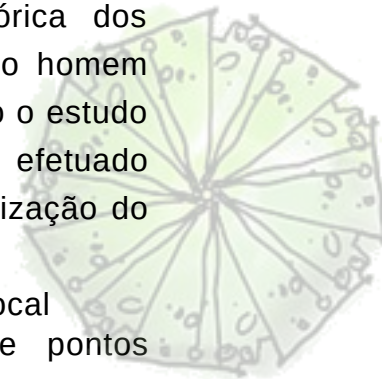 órica dos
o homem
o o estudo
efetuado
ização do
ocal
e pontos